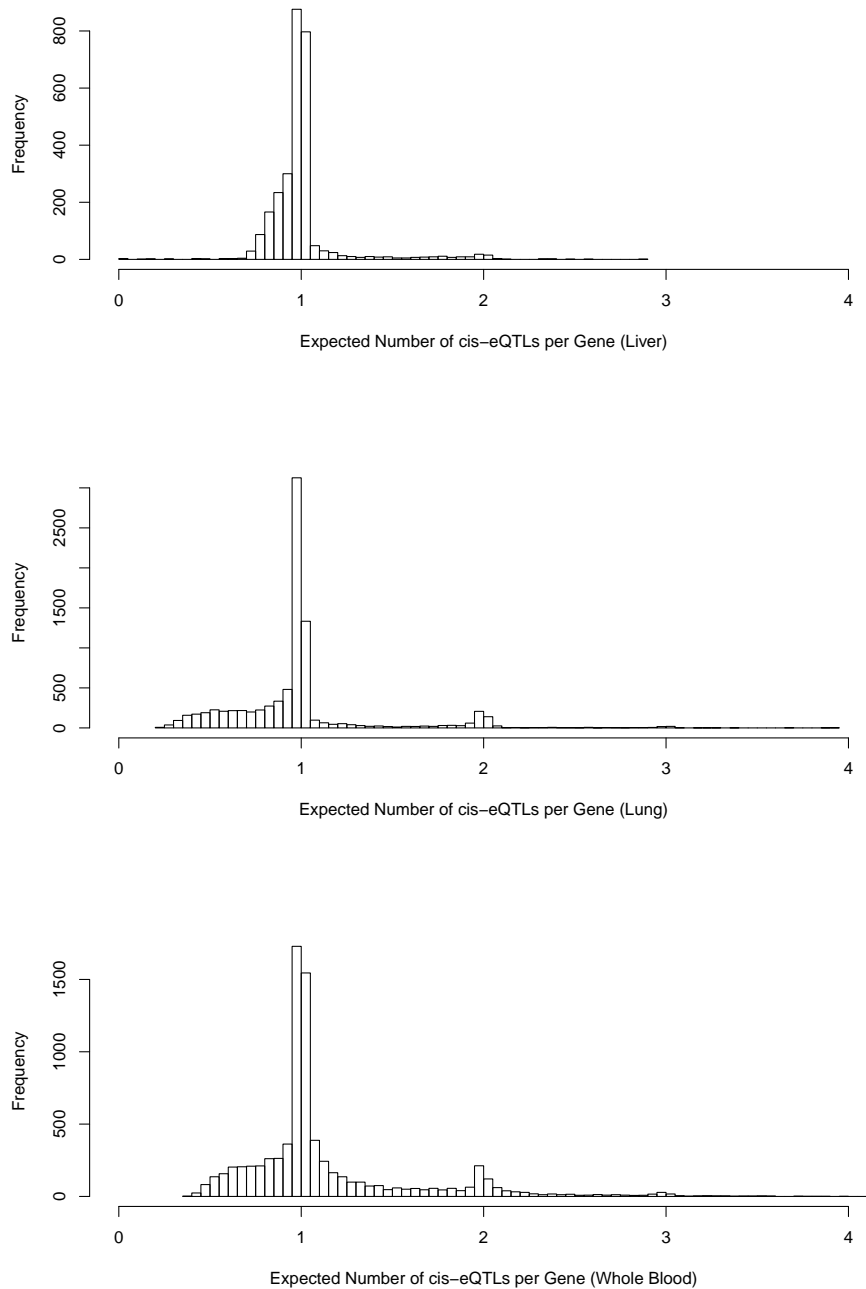 800
600
400
200
0
Frequency
0 1 2 3 4
Expected Number of cis−eQTLs per Gene (Liver)
2500
1500
500
0
Frequency
0 1 2 3 4
Expected Number of cis−eQTLs per Gene (Lung)
1500
1000
500
0
Frequency
0 1 2 3 4
Expected Number of cis−eQTLs per Gene (Whole Blood)